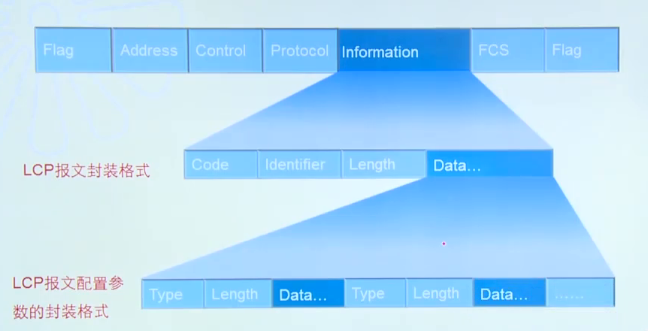 Flag Address Control Protocol Information FCS Flag
LCP报文封装格式
Code Identifier Length Data...
LCP报文配置参
数的封装格式
Type Length Data... Type Length Data... ......